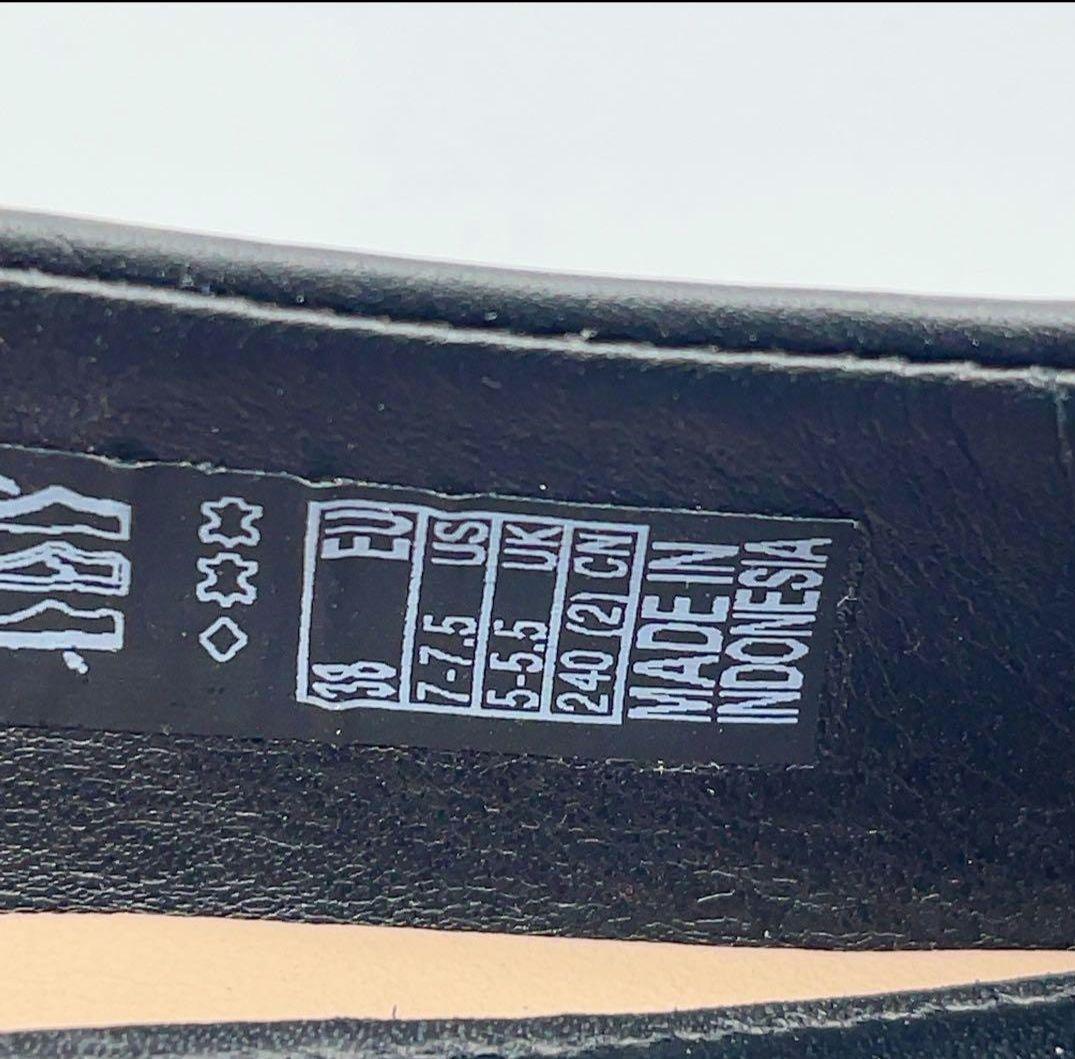 EU 38
US 7-7.5
UK 5-5.5
CN 240 (2)
MADE IN
INDONESIA